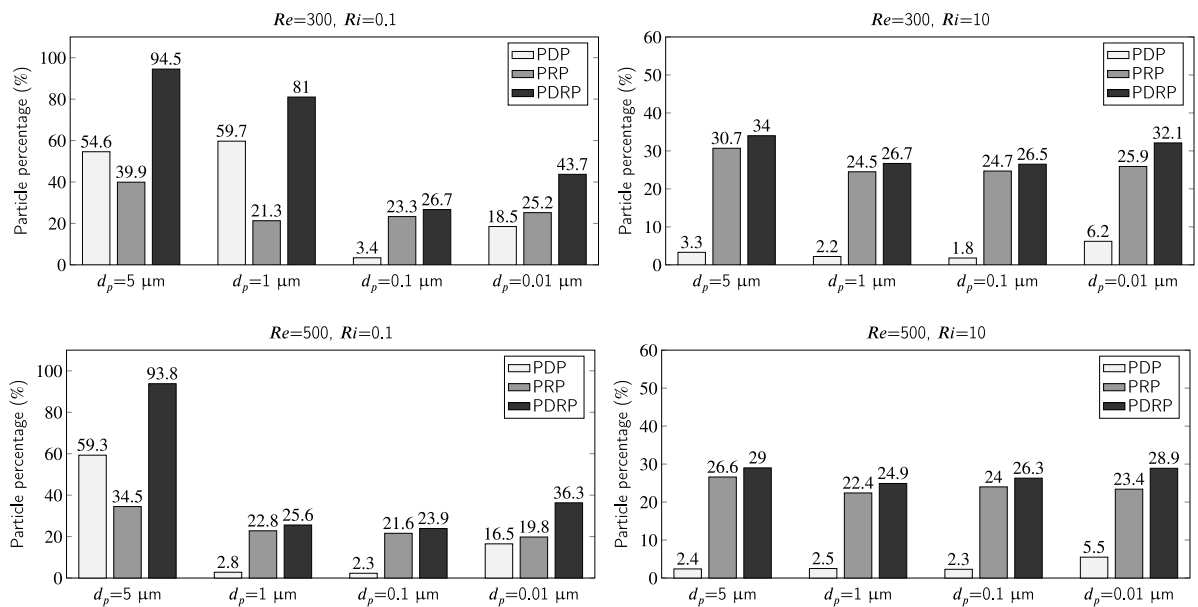 Re=300, Ri=0.1
Particle percentage (%)
100
80
60
40
20
0
PDP
PRP
PDRP
54.6 39.9 94.5
59.7 21.3 81
3.4 23.3 26.7
18.5 25.2 43.7
dp=5 μm dp=1 μm dp=0.1 μm dp=0.01 μm
Re=300, Ri=10
Particle percentage (%)
60
50
40
30
20
10
0
PDP
PRP
PDRP
3.3 30.7 34
2.2 24.5 26.7
1.8 24.7 26.5
6.2 25.9 32.1
dp=5 μm dp=1 μm dp=0.1 μm dp=0.01 μm
Re=500, Ri=0.1
Particle percentage (%)
100
80
60
40
20
0
PDP
PRP
PDRP
59.3 34.5 93.8
2.8 22.8 25.6
2.3 21.6 23.9
16.5 19.8 36.3
dp=5 μm dp=1 μm dp=0.1 μm dp=0.01 μm
Re=500, Ri=10
Particle percentage (%)
60
50
40
30
20
10
0
PDP
PRP
PDRP
2.4 26.6 29
2.5 22.4 24.9
2.3 24 26.3
5.5 23.4 28.9
dp=5 μm dp=1 μm dp=0.1 μm dp=0.01 μm